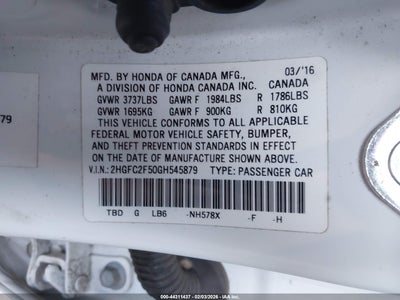 MFD. BY HONDA OF CANADA MFG., 03/'16
A DIVISION OF HONDA CANADA INC. CANADA
GVWR 3737LBS GAWR F 1984LBS R 1786LBS
GVWR 1695KG GAWR F 900KG R 810KG
THIS VEHICLE CONFORMS TO ALL APPLICABLE
FEDERAL MOTOR VEHICLE SAFETY, BUMPER,
AND THEFT PREVENTION STANDARDS IN EFFECT
ON THE DATE OF MANUFACTURE SHOWN ABOVE.
V.I.N.: 2HGFC2F50GH545879 TYPE: PASSENGER CAR
TBD G LB6 -NH578X -F -H
79
000-44311437 - 02/03/2026 - IAAI.COM